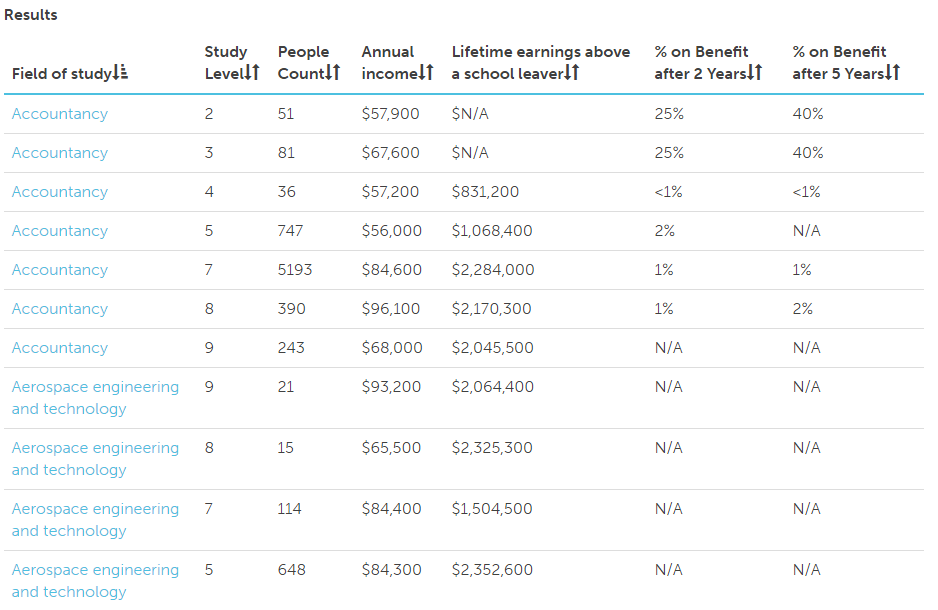 Results
Field of study Study Level People Count Annual income Lifetime earnings above a school leaver % on Benefit after 2 Years % on Benefit after 5 Years
Accountancy 2 51 $57,900 $N/A 25% 40%
Accountancy 3 81 $67,600 $N/A 25% 40%
Accountancy 4 36 $57,200 $831,200 <1% <1%
Accountancy 5 747 $56,000 $1,068,400 2% N/A
Accountancy 7 5193 $84,600 $2,284,000 1% 1%
Accountancy 8 390 $96,100 $2,170,300 1% 2%
Accountancy 9 243 $68,000 $2,045,500 N/A N/A
Aerospace engineering 9 21 $93,200 $2,064,400 N/A N/A
and technology
Aerospace engineering 8 15 $65,500 $2,325,300 N/A N/A
and technology
Aerospace engineering 7 114 $84,400 $1,504,500 N/A N/A
and technology
Aerospace engineering 5 648 $84,300 $2,352,600 N/A N/A
and technology